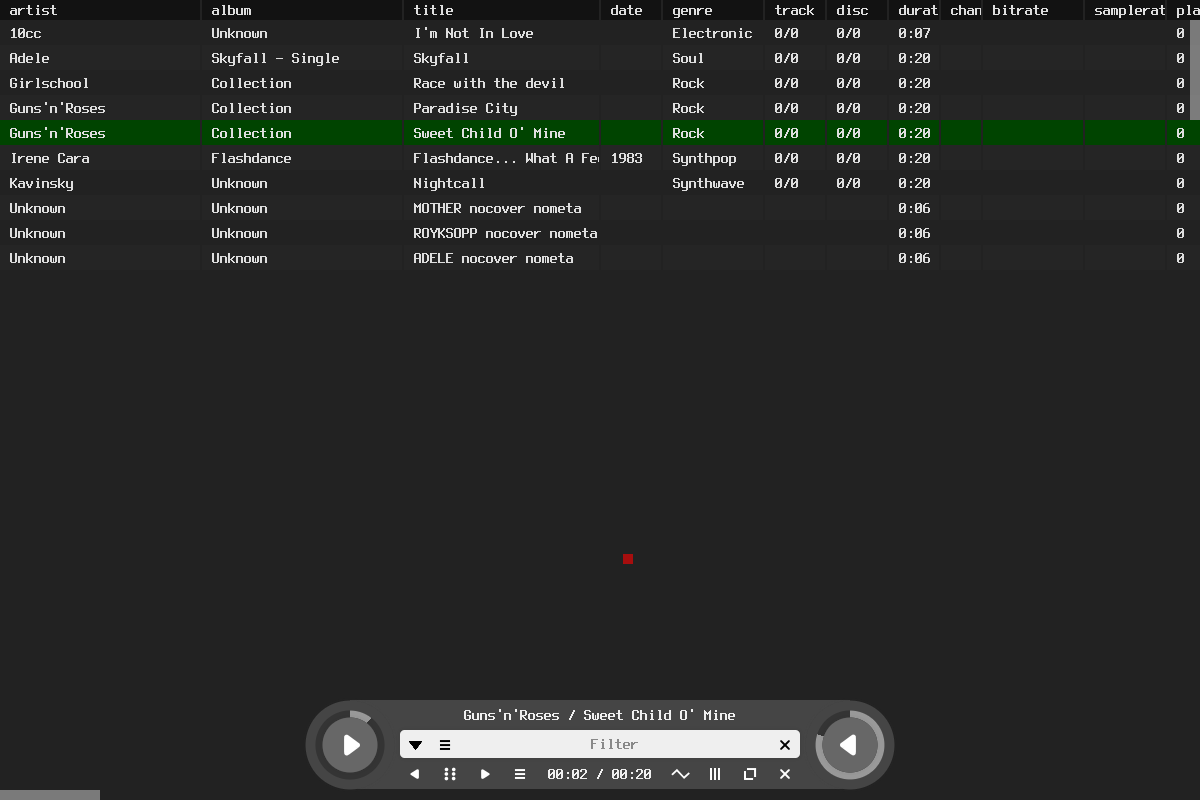 artist album title date genre track disc durat chan bitrate samplerat pla
10cc Unknown I'm Not In Love Electronic 0/0 0/0 0:07 0
Adele Skyfall - Single Skyfall Soul 0/0 0/0 0:20 0
Girlschool Collection Race with the devil Rock 0/0 0/0 0:20 0
Guns'n'Roses Collection Paradise City Rock 0/0 0/0 0:20 0
Guns'n'Roses Collection Sweet Child O' Mine Rock 0/0 0/0 0:20 0
Irene Cara Flashdance Flashdance... What A Fee 1983 Synthpop 0/0 0/0 0:20 0
Kavinsky Unknown Nightcall Synthwave 0/0 0/0 0:20 0
Unknown Unknown MOTHER nocover nometa 0:06 0
Unknown Unknown ROYKSOPP nocover nometa 0:06 0
Unknown Unknown ADELE nocover nometa 0:06 0
Guns'n'Roses / Sweet Child O' Mine
Filter
00:02 / 00:20